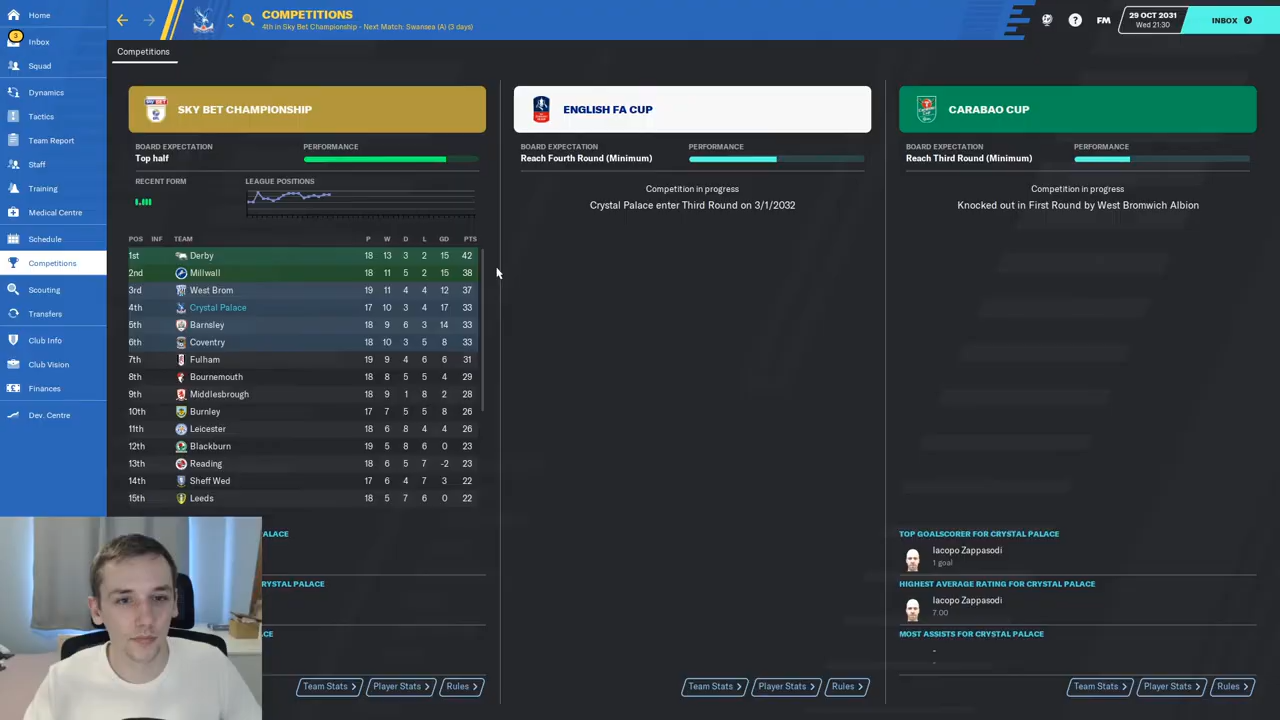 Home
3
Inbox
Squad
Dynamics
Tactics
Team Report
Staff
Training
Medical Centre
Schedule
Competitions
Scouting
Transfers
Club Info
Club Vision
Finances
Dev. Centre
COMPETITIONS
4th in Sky Bet Championship - Next Match: Swansea (A) (3 days)
?
FM
29 OCT 2031
Wed 21:30
INBOX
Competitions
SKY BET CHAMPIONSHIP
BOARD EXPECTATION PERFORMANCE
Top half
RECENT FORM LEAGUE POSITIONS
POS INF TEAM P W D L GD PTS
1st Derby 18 13 3 2 15 42
2nd Millwall 18 11 5 2 15 38
3rd West Brom 19 11 4 4 12 37
4th Crystal Palace 17 10 3 4 17 33
5th Barnsley 18 9 6 3 14 33
6th Coventry 18 10 3 5 8 33
7th Fulham 19 9 4 6 6 31
8th Bournemouth 18 8 5 5 4 29
9th Middlesbrough 18 9 1 8 2 28
10th Burnley 17 7 5 5 8 26
11th Leicester 18 6 8 4 4 26
12th Blackburn 19 5 8 6 0 23
13th Reading 18 6 5 7 -2 23
14th Sheff Wed 17 6 4 7 3 22
15th Leeds 18 5 7 6 0 22
ALACE
RYSTAL PALACE
ACE
Team Stats Player Stats Rules
ENGLISH FA CUP
BOARD EXPECTATION PERFORMANCE
Reach Fourth Round (Minimum)
Competition in progress
Crystal Palace enter Third Round on 3/1/2032
Team Stats Player Stats Rules
CARABAO CUP
BOARD EXPECTATION PERFORMANCE
Reach Third Round (Minimum)
Competition in progress
Knocked out in First Round by West Bromwich Albion
TOP GOALSCORER FOR CRYSTAL PALACE
Iacopo Zappasodi
1 goal
HIGHEST AVERAGE RATING FOR CRYSTAL PALACE
Iacopo Zappasodi
7.00
MOST ASSISTS FOR CRYSTAL PALACE
-
-
Team Stats Player Stats Rules